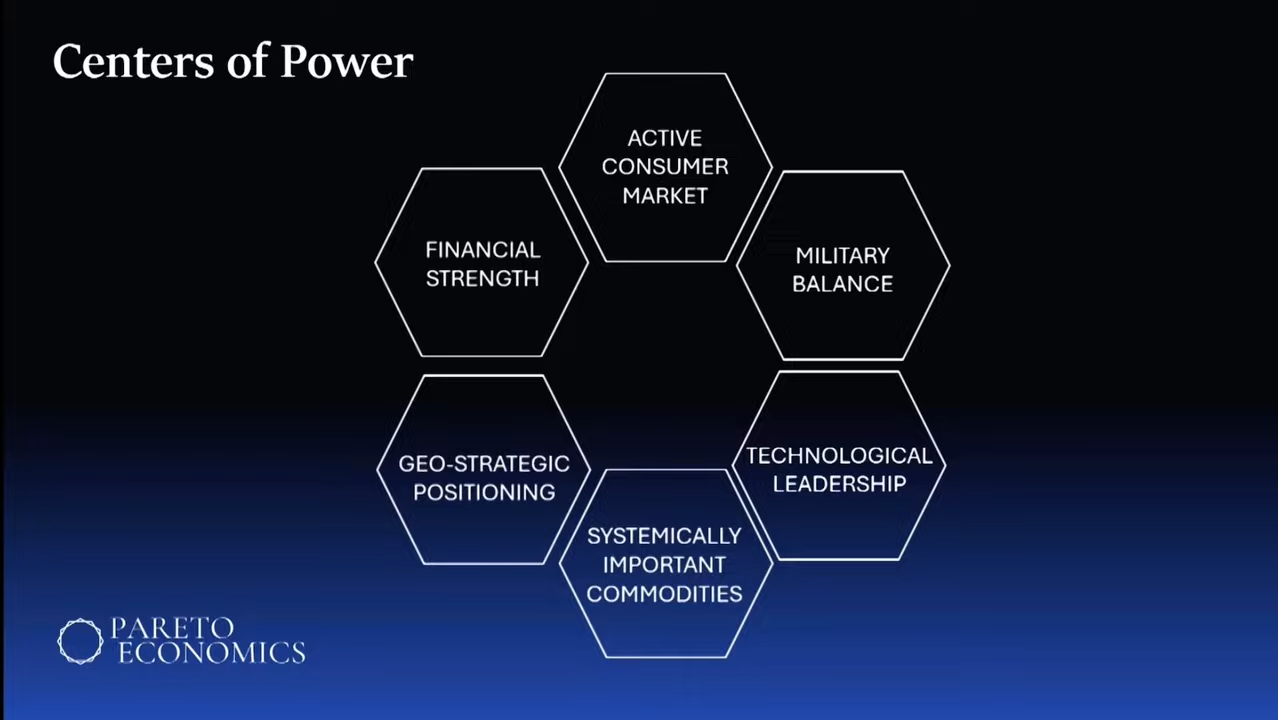 Centers of Power
ACTIVE
CONSUMER
MARKET
FINANCIAL
STRENGTH
MILITARY
BALANCE
GEO-STRATEGIC
POSITIONING
TECHNOLOGICAL
LEADERSHIP
SYSTEMICALLY
IMPORTANT
COMMODITIES
PARETO
ECONOMICS